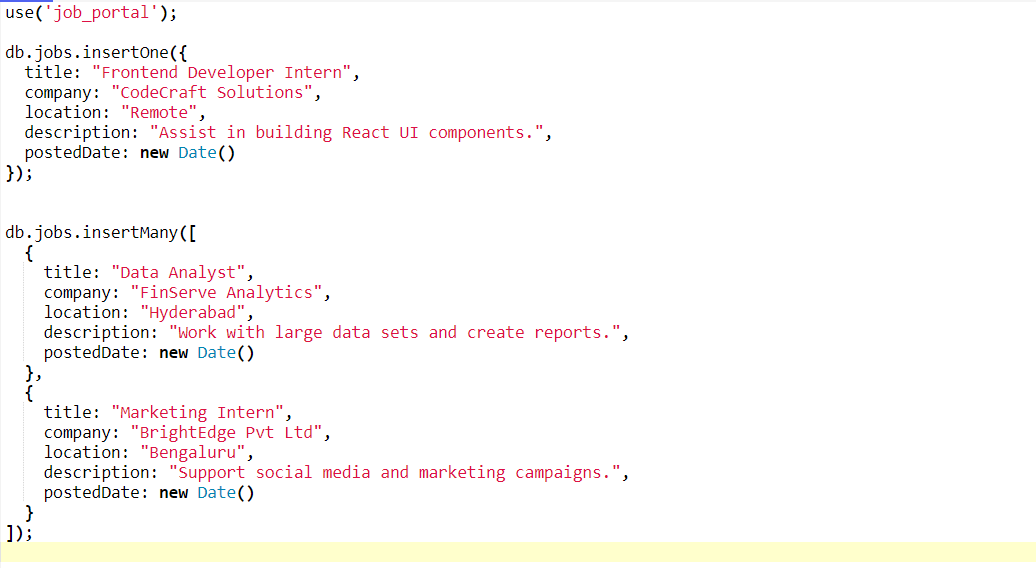 use('job_portal');
db.jobs.insertOne({
  title: "Frontend Developer Intern",
  company: "CodeCraft Solutions",
  location: "Remote",
  description: "Assist in building React UI components.",
  postedDate: new Date()
});
db.jobs.insertMany([
  {
    title: "Data Analyst",
    company: "FinServe Analytics",
    location: "Hyderabad",
    description: "Work with large data sets and create reports.",
    postedDate: new Date()
  },
  {
    title: "Marketing Intern",
    company: "BrightEdge Pvt Ltd",
    location: "Bengaluru",
    description: "Support social media and marketing campaigns.",
    postedDate: new Date()
  }
]);